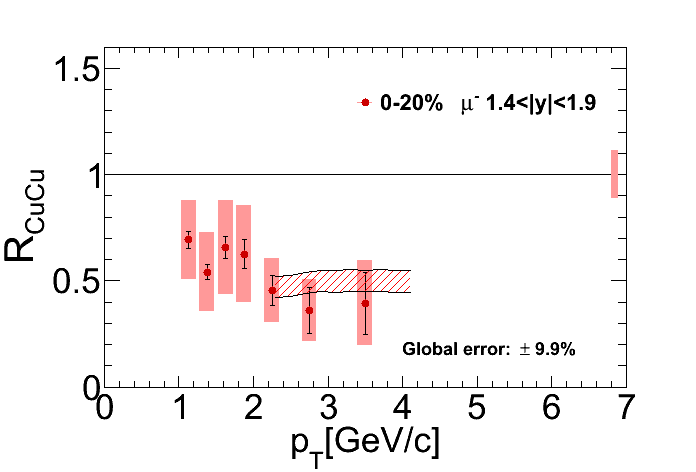 1.5
0-20% μ- 1.4<|y|<1.9
1
R_CuCu
0.5
Global error: ± 9.9%
0
0 1 2 3 4 5 6 7
p_T[GeV/c]